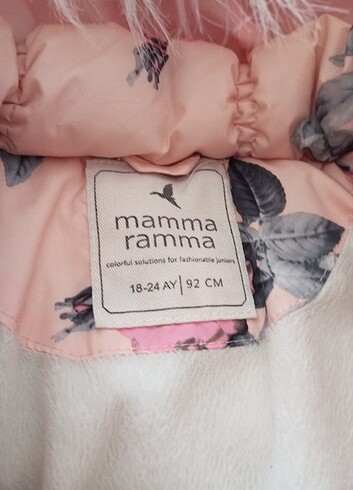 mamma
ramma
colorful solutions for fashionable juniors
18-24 AY | 92 CM